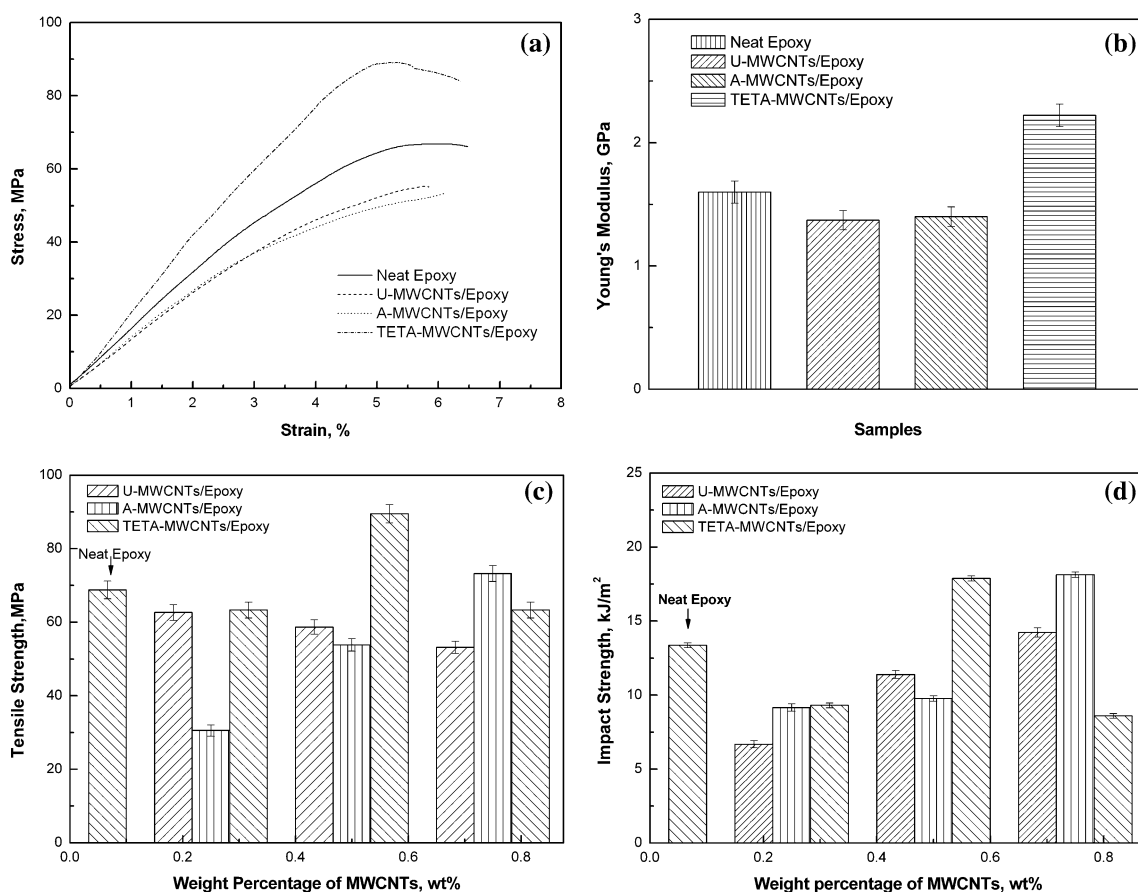 (a)
100
80
60
40
20
0
Stress, MPa
Neat Epoxy
U-MWCNTs/Epoxy
A-MWCNTs/Epoxy
TETA-MWCNTs/Epoxy
0 1 2 3 4 5 6 7 8
Strain, %
(b)
3
2
1
0
Young's Modulus, GPa
Neat Epoxy
U-MWCNTs/Epoxy
A-MWCNTs/Epoxy
TETA-MWCNTs/Epoxy
Samples
(c)
100
80
60
40
20
0
Tensile Strength,MPa
U-MWCNTs/Epoxy
A-MWCNTs/Epoxy
TETA-MWCNTs/Epoxy
Neat Epoxy
0.0 0.2 0.4 0.6 0.8
Weight Percentage of MWCNTs, wt%
(d)
25
20
15
10
5
0
Impact Strength, kJ/m²
U-MWCNTs/Epoxy
A-MWCNTs/Epoxy
TETA-MWCNTs/Epoxy
Neat Epoxy
0.0 0.2 0.4 0.6 0.8
Weight percentage of MWCNTs, wt%